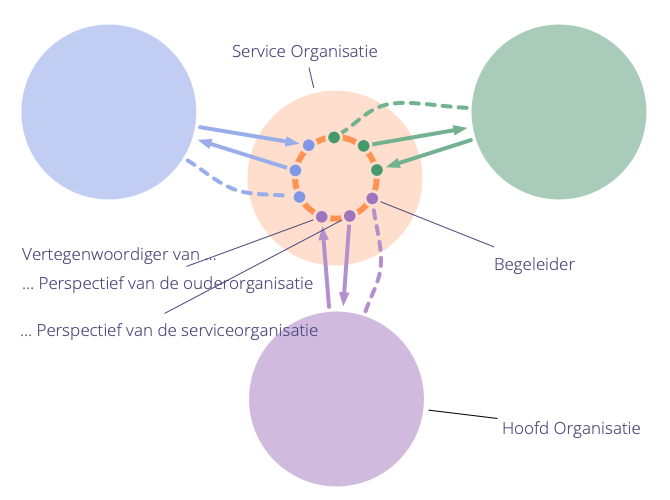 Service Organisatie
Vertegenwoordiger van ...
... Perspectief van de ouderorganisatie
Begeleider
... Perspectief van de serviceorganisatie
Hoofd Organisatie